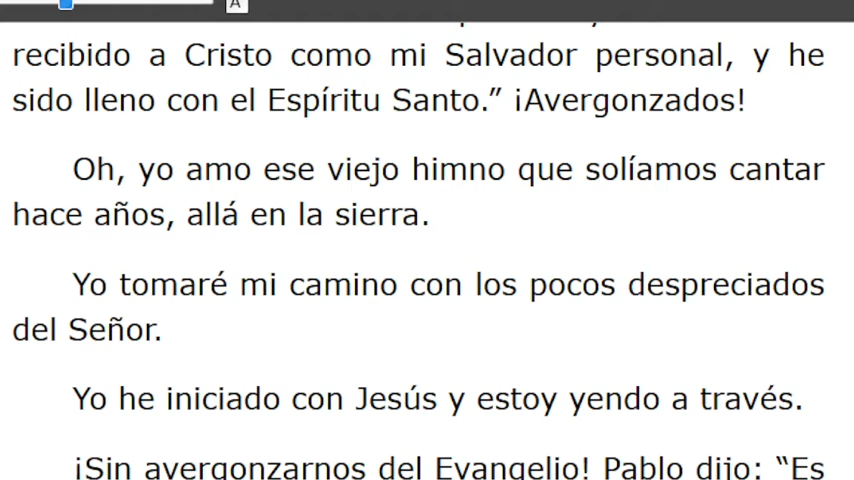 A
recibido a Cristo como mi Salvador personal, y he
sido lleno con el Espíritu Santo.” ¡Avergonzados!
Oh, yo amo ese viejo himno que solíamos cantar
hace años, allá en la sierra.
Yo tomaré mi camino con los pocos despreciados
del Señor.
Yo he iniciado con Jesús y estoy yendo a través.
¡Sin avergonzarnos del Evangelio! Pablo dijo: “Es